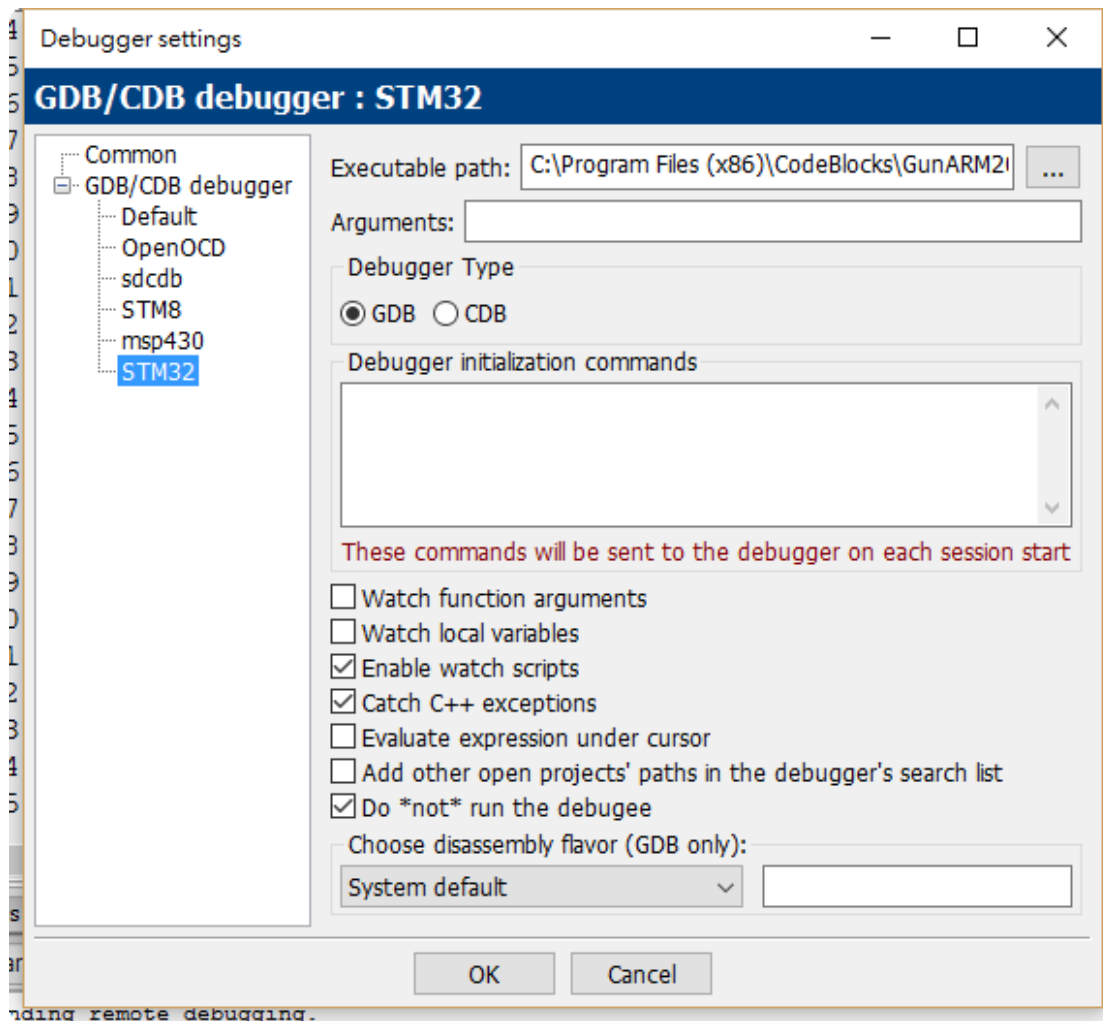 Debugger settings
GDB/CDB debugger : STM32
Common
GDB/CDB debugger
Default
OpenOCD
sdcdb
STM8
msp430
STM32
Executable path: C:\Program Files (x86)\CodeBlocks\GunARM2 ...
Arguments:
Debugger Type
GDB CDB
Debugger initialization commands
These commands will be sent to the debugger on each session start
Watch function arguments
Watch local variables
Enable watch scripts
Catch C++ exceptions
Evaluate expression under cursor
Add other open projects' paths in the debugger's search list
Do *not* run the debugee
Choose disassembly flavor (GDB only):
System default
OK Cancel
nding remote debugging.